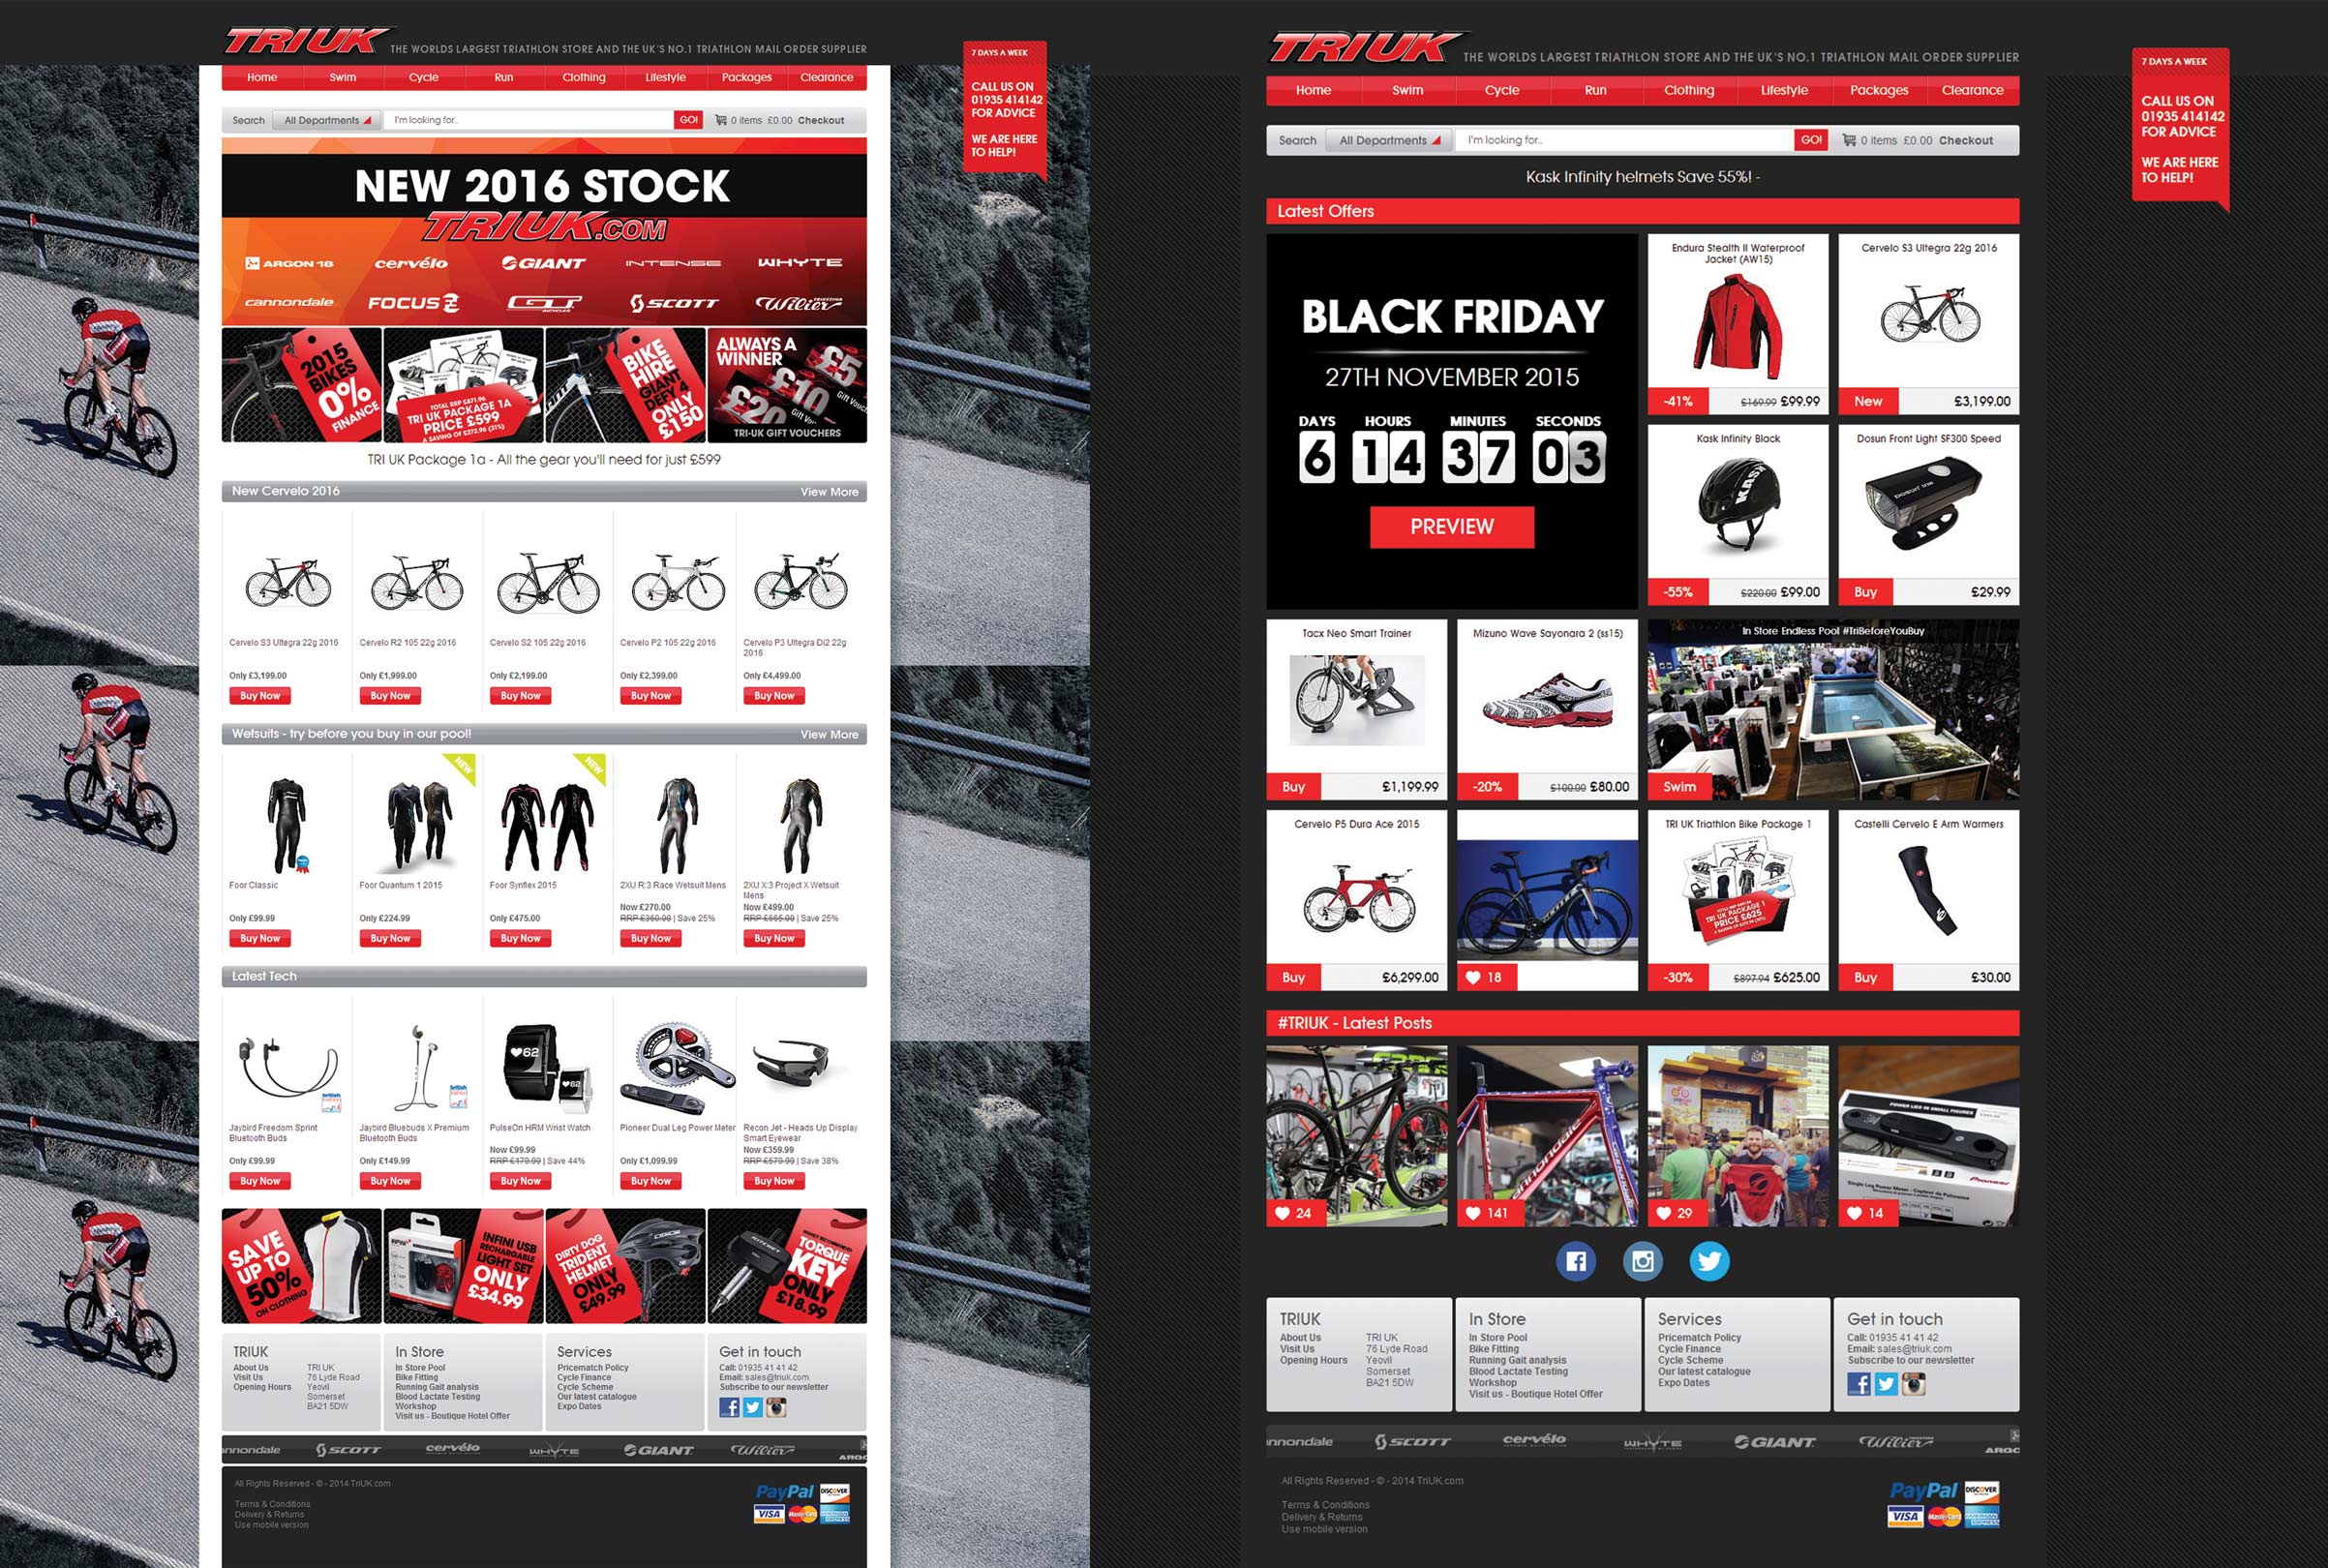 TRI UK
THE WORLDS LARGEST TRIATHLON STORE AND THE UK'S NO.1 TRIATHLON MAIL ORDER SUPPLIER
7 DAYS A WEEK
CALL US ON
01935 414142
FOR ADVICE
WE ARE HERE
TO HELP!
Home Swim Cycle Run Clothing Lifestyle Packages Clearance
Search All Departments I'm looking for.. GO! 0 items £0.00 Checkout
NEW 2016 STOCK
TRIUK.COM
ARGON 18 cervélo GIANT INTENSE WHYTE
cannondale FOCUS GT BICYCLES SCOTT Wilier TRIESTINA
2015
BIKES
0%
FINANCE
TOTAL RRP £871.96
TRI UK PACKAGE 1A
PRICE £599
A SAVING OF £272.96 (31%)
BIKE
HIRE
GIANT
DEFY 4
ONLY
£150
ALWAYS A
WINNER
£5
£10
£20
Gift Vouc
TRI-UK GIFT VOUCHERS
TRI UK Package 1a - All the gear you'll need for just £599
New Cervelo 2016 View More
Cervelo S3 Ultegra 22g 2016 Cervelo R2 105 22g 2016 Cervelo S2 105 22g 2016 Cervelo P2 105 22g 2016 Cervelo P3 Ultegra Di2 22g
2016
Only £3,199.00 Only £1,999.00 Only £2,199.00 Only £2,399.00 Only £4,499.00
Buy Now Buy Now Buy Now Buy Now Buy Now
Wetsuits - try before you buy in our pool! View More
NEW NEW
Foor Classic Foor Quantum 1 2015 Foor Synflex 2015 2XU R:3 Race Wetsuit Mens 2XU X:3 Project X Wetsuit
Mens
Now £270.00 Now £499.00
Only £99.99 Only £224.99 Only £475.00 RRP £360.00 | Save 25% RRP £665.00 | Save 25%
Buy Now Buy Now Buy Now Buy Now Buy Now
Latest Tech
62
62
Jaybird Freedom Sprint Jaybird Bluebuds X Premium PulseOn HRM Wrist Watch Pioneer Dual Leg Power Meter Recon Jet - Heads Up Display
Bluetooth Buds Bluetooth Buds Smart Eyewear
Now £99.99 Now £359.99
Only £99.99 Only £149.99 RRP £179.99 | Save 44% Only £1,099.99 RRP £579.99 | Save 38%
Buy Now Buy Now Buy Now Buy Now Buy Now
SAVE
UP TO
50%
ON CLOTHING
INFINI USB
RECHARGABLE
LIGHT SET
ONLY
£34.99
DIRTY DOG
TRIDENT
HELMET
ONLY
£49.99
TORQUE
KEY
ONLY
£18.99
TRIUK In Store Services Get in touch
About Us TRI UK In Store Pool Pricematch Policy Call: 01935 41 41 42
Visit Us 76 Lyde Road Bike Fitting Cycle Finance Email: sales@triuk.com
Opening Hours Yeovil Running Gait analysis Cycle Scheme Subscribe to our newsletter
Somerset Blood Lactate Testing Our latest catalogue
BA21 5DW Workshop Expo Dates
Visit us - Boutique Hotel Offer
nnondale SCOTT cervélo WHYTE GIANT Wilier ARGO
All Rights Reserved - © - 2014 TriUK.com
Terms & Conditions
Delivery & Returns
Use mobile version
PayPal DISCOVER
VISA MasterCard AMERICAN EXPRESS
TRI UK
THE WORLDS LARGEST TRIATHLON STORE AND THE UK'S NO.1 TRIATHLON MAIL ORDER SUPPLIER
7 DAYS A WEEK
CALL US ON
01935 414142
FOR ADVICE
WE ARE HERE
TO HELP!
Home Swim Cycle Run Clothing Lifestyle Packages Clearance
Search All Departments I'm looking for.. GO! 0 items £0.00 Checkout
Kask Infinity helmets Save 55%! -
Latest Offers
BLACK FRIDAY
27TH NOVEMBER 2015
DAYS HOURS MINUTES SECONDS
6 14 37 03
PREVIEW
Endura Stealth II Waterproof
Jacket (AW15)
-41% £169.99 £99.99
Cervelo S3 Ultegra 22g 2016
New £3,199.00
Kask Infinity Black
KASK
-55% £220.00 £99.00
Dosun Front Light SF300 Speed
Buy £29.99
Tacx Neo Smart Trainer
Buy £1,199.99
Mizuno Wave Sayonara 2 (ss15)
-20% £100.00 £80.00
In Store Endless Pool #TriBeforeYouBuy
Swim
Cervelo P5 Dura Ace 2015
Buy £6,299.00
18
TRI UK Triathlon Bike Package 1
TRI UK PACKAGE 1
PRICE £625
-30% £897.94 £625.00
Castelli Cervelo E Arm Warmers
Buy £30.00
#TRIUK - Latest Posts
cannondale
POWER LIES IN SMALL FIGURES
Pioneer
24 141 29 14
TRIUK In Store Services Get in touch
About Us TRI UK In Store Pool Pricematch Policy Call: 01935 41 41 42
Visit Us 76 Lyde Road Bike Fitting Cycle Finance Email: sales@triuk.com
Opening Hours Yeovil Running Gait analysis Cycle Scheme Subscribe to our newsletter
Somerset Blood Lactate Testing Our latest catalogue
BA21 5DW Workshop Expo Dates
Visit us - Boutique Hotel Offer
nnondale SCOTT cervélo WHYTE GIANT Wilier ARGO
All Rights Reserved - © - 2014 TriUK.com
Terms & Conditions
Delivery & Returns
Use mobile version
PayPal DISCOVER
VISA MasterCard AMERICAN EXPRESS